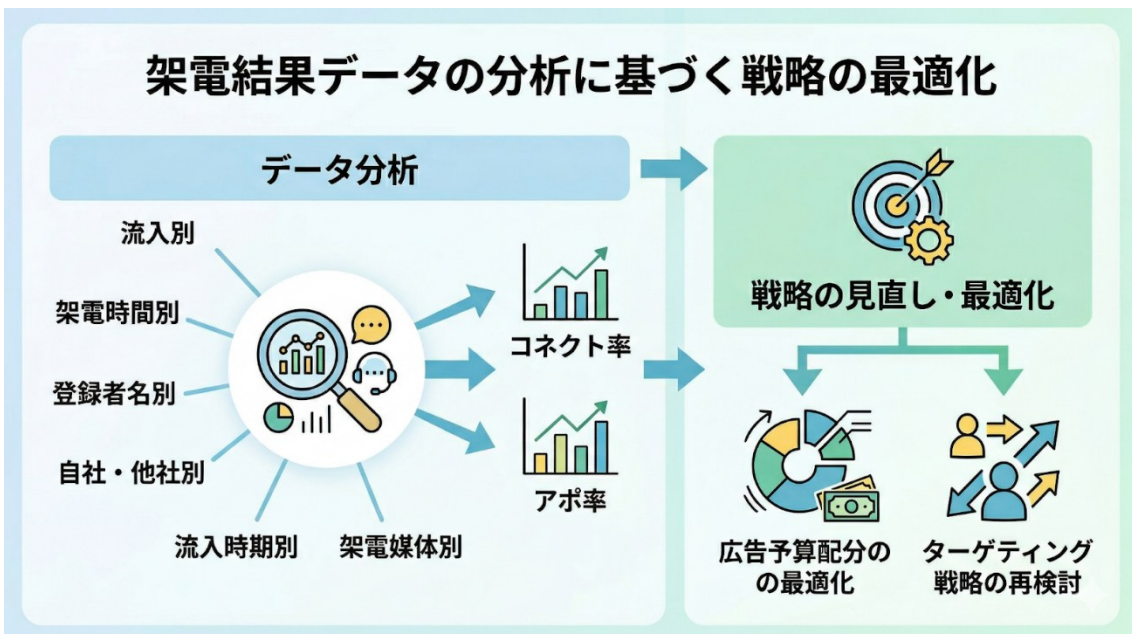 架電結果データの分析に基づく戦略の最適化
データ分析
流入別
架電時間別
登録者名別
自社・他社別
流入時期別
架電媒体別
コネクト率
アポ率
戦略の見直し・最適化
広告予算配分の
の最適化
ターゲティング
戦略の再検討